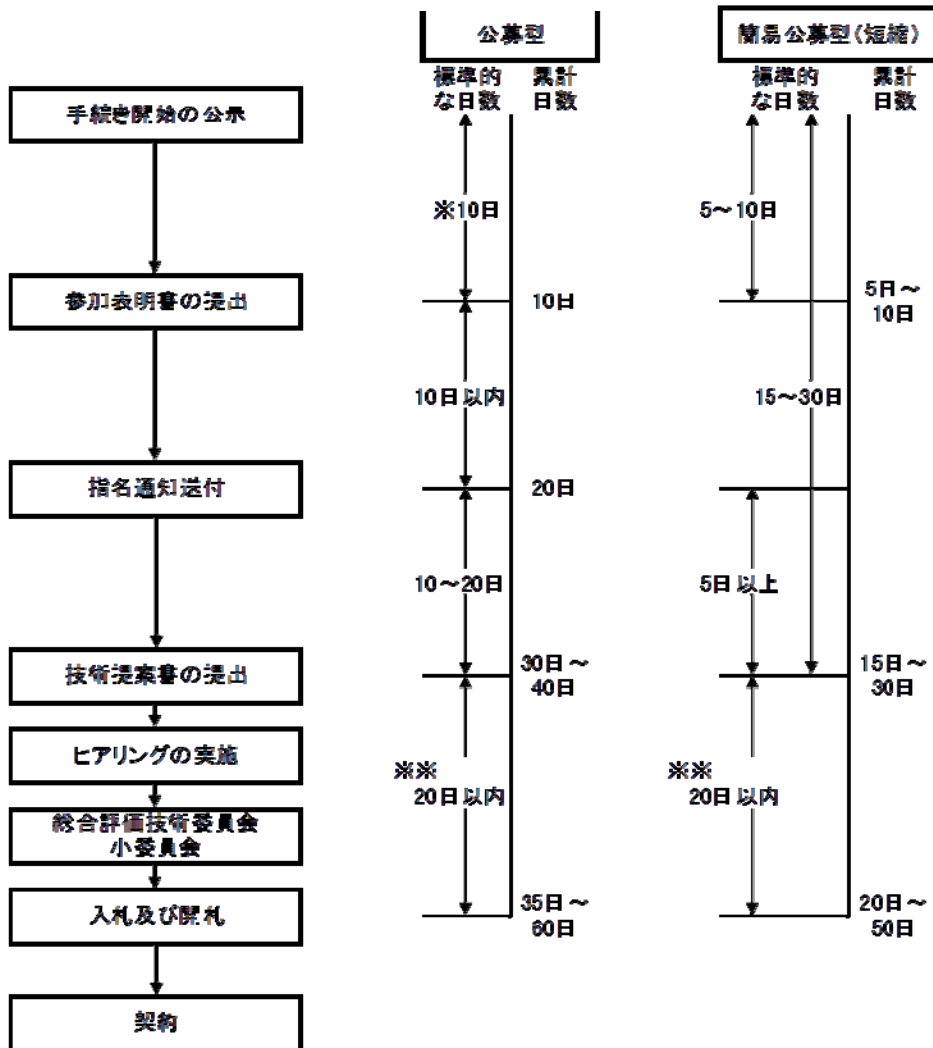 公募型
簡易公募型(短縮)
標準的
な日数
累計
日数
標準的
な日数
累計
日数
手続き開始の公示
※10日
5～10日
参加表明書の提出
10日
5日～
10日
10日以内
15～30日
指名通知送付
20日
10～20日
5日以上
技術提案書の提出
30日～
40日
15日～
30日
ヒアリングの実施
※※
20日以内
※※
20日以内
総合評価技術委員会
小委員会
入札及び開札
35日～
60日
20日～
50日
契約